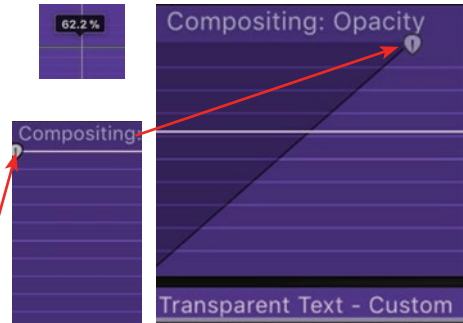 62.2 %
Compositing: Opacity
Compositing:
Transparent Text - Custom